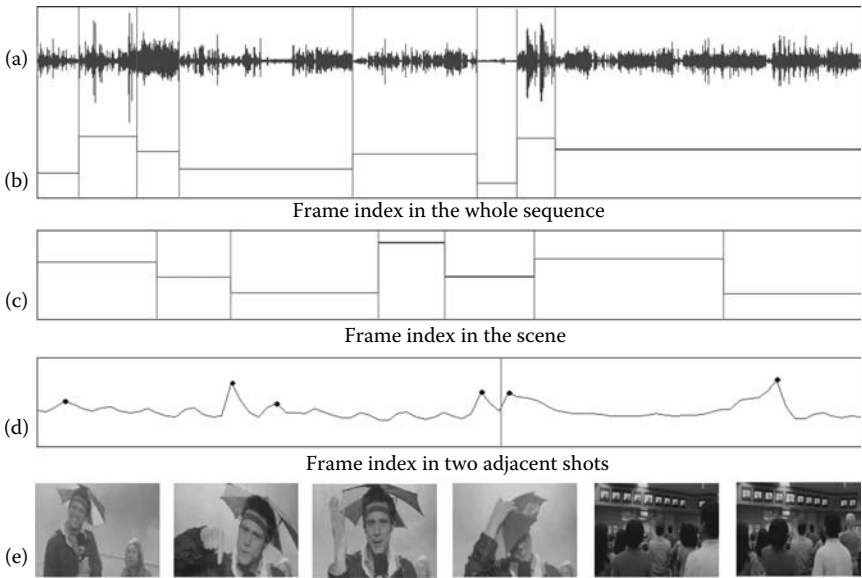 (a)
(b)
Frame index in the whole sequence
(c)
Frame index in the scene
(d)
Frame index in two adjacent shots
(e)